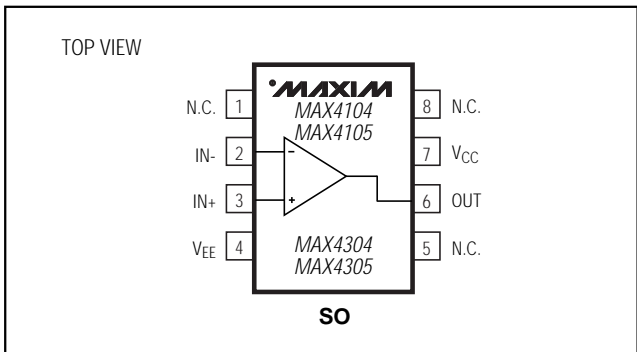 TOP VIEW
MAXIM
MAX4104
MAX4105
N.C. 1
8 N.C.
IN- 2
-
7 VCC
IN+ 3
+
6 OUT
VEE 4
5 N.C.
MAX4304
MAX4305
SO